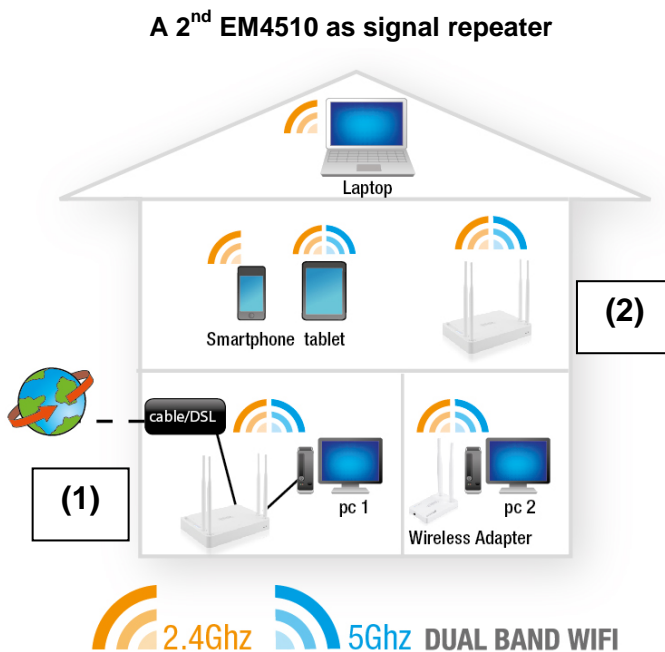 A 2nd EM4510 as signal repeater
Laptop
Smartphone tablet
(2)
cable/DSL
(1)
pc 1
pc 2
Wireless Adapter
2.4Ghz 5Ghz DUAL BAND WIFI